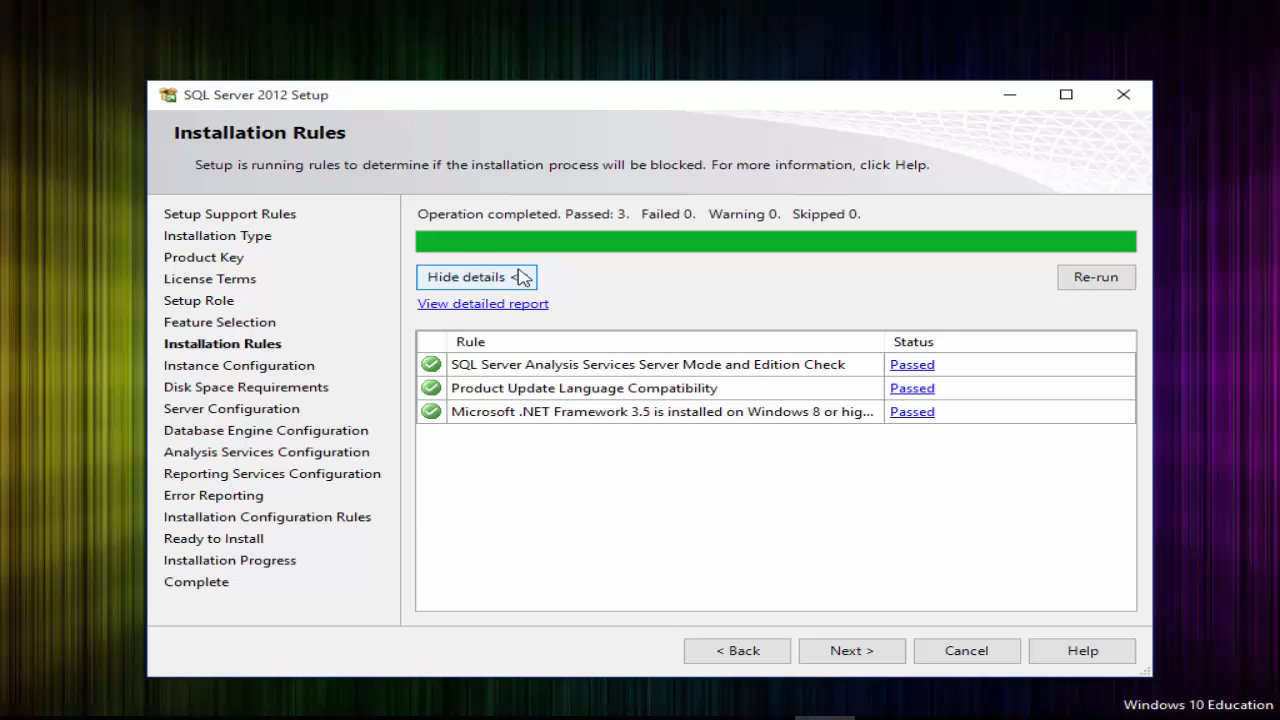 SQL Server 2012 Setup
Installation Rules
Setup is running rules to determine if the installation process will be blocked. For more information, click Help.
Setup Support Rules
Installation Type
Product Key
License Terms
Setup Role
Feature Selection
Installation Rules
Instance Configuration
Disk Space Requirements
Server Configuration
Database Engine Configuration
Analysis Services Configuration
Reporting Services Configuration
Error Reporting
Installation Configuration Rules
Ready to Install
Installation Progress
Complete
Operation completed. Passed: 3. Failed 0. Warning 0. Skipped 0.
Hide details <
Re-run
View detailed report
Rule Status
SQL Server Analysis Services Server Mode and Edition Check Passed
Product Update Language Compatibility Passed
Microsoft .NET Framework 3.5 is installed on Windows 8 or hig... Passed
< Back Next > Cancel Help
Windows 10 Education